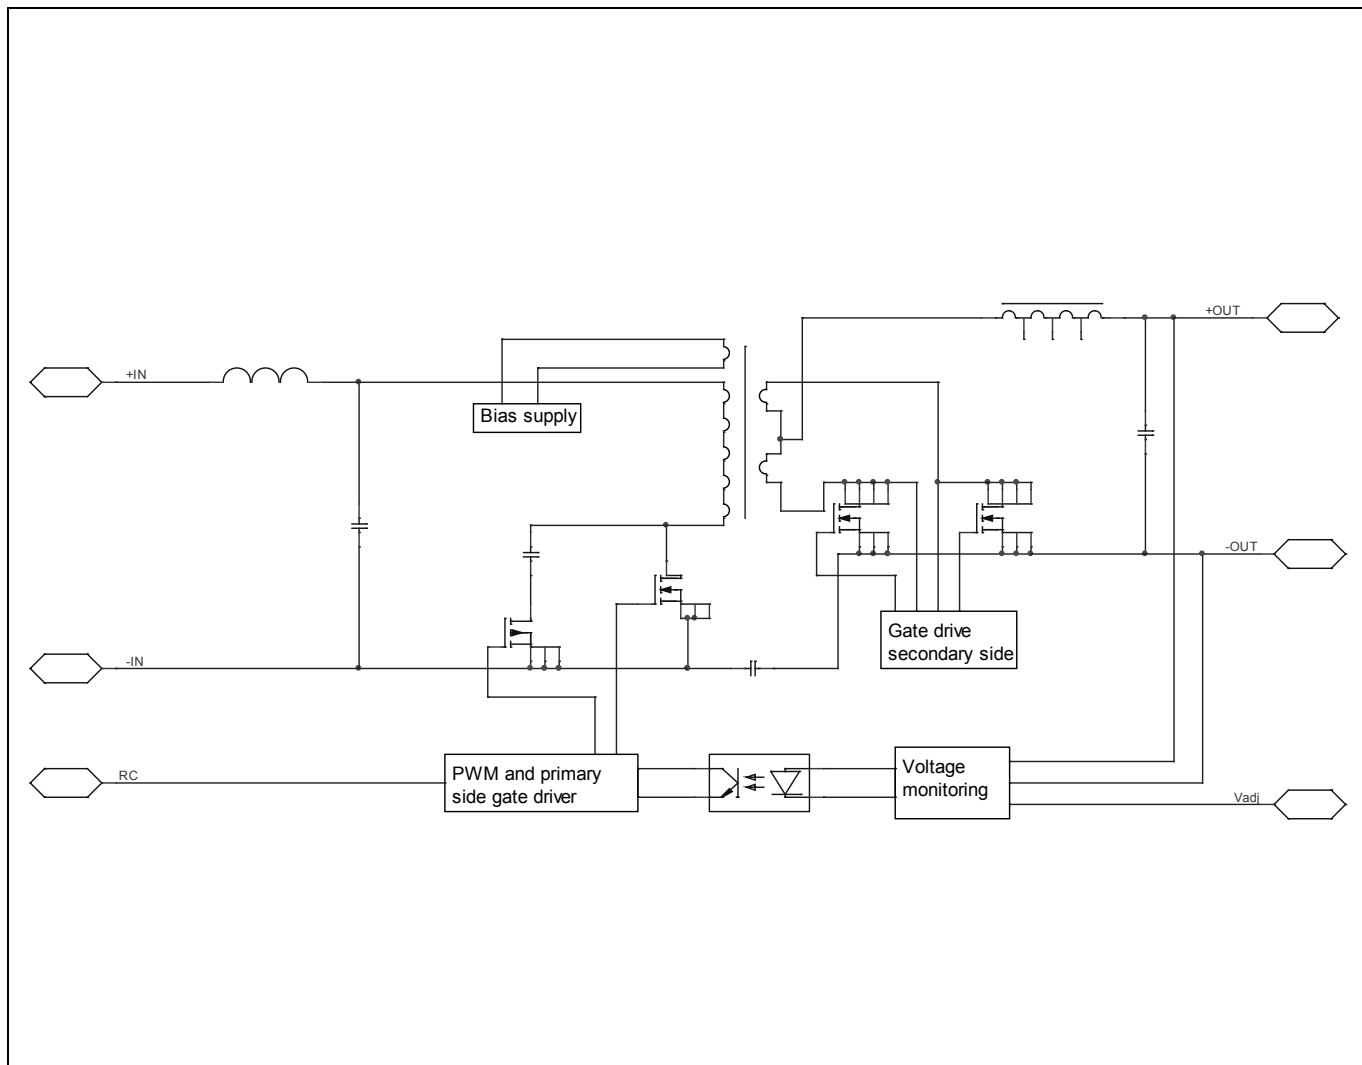 +OUT
+IN
Bias supply
-OUT
Gate drive
secondary side
-IN
RC
PWM and primary
side gate driver
Voltage
monitoring
Vadj